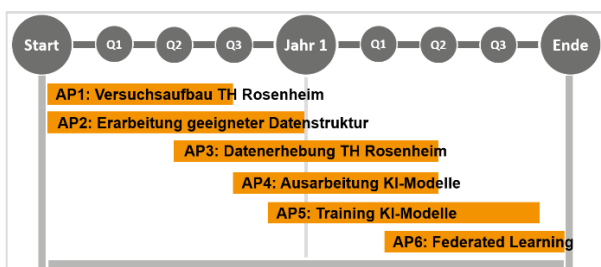 Start Q1 Q2 Q3 Jahr 1 Q1 Q2 Q3 Ende
AP1: Versuchsaufbau TH Rosenheim
AP2: Erarbeitung geeigneter Datenstruktur
AP3: Datenerhebung TH Rosenheim
AP4: Ausarbeitung KI-Modelle
AP5: Training KI-Modelle
AP6: Federated Learning